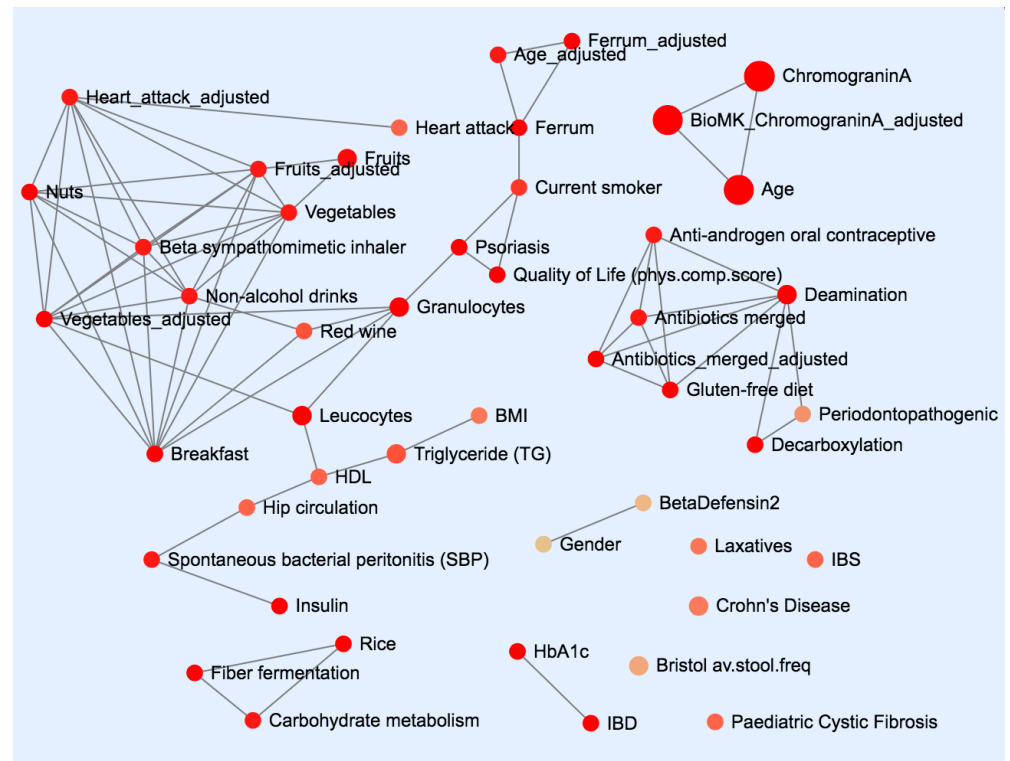 Ferrum_adjusted
Age_adjusted
ChromograninA
Heart_attack_adjusted
BioMK_ChromograninA_adjusted
Heart attack
Ferrum
Fruits
Fruits_adjusted
Current smoker
Age
Nuts
Vegetables
Anti-androgen oral contraceptive
Beta sympathomimetic inhaler
Psoriasis
Quality of Life (phys.comp.score)
Non-alcohol drinks
Deamination
Granulocytes
Vegetables_adjusted
Antibiotics merged
Red wine
Antibiotics_merged_adjusted
Gluten-free diet
Leucocytes
BMI
Periodontopathogenic
Decarboxylation
Breakfast
Triglyceride (TG)
HDL
Hip circulation
BetaDefensin2
Gender
Laxatives
Spontaneous bacterial peritonitis (SBP)
IBS
Insulin
Crohn's Disease
Rice
HbA1c
Fiber fermentation
Bristol av.stool.freq
Carbohydrate metabolism
IBD
Paediatric Cystic Fibrosis